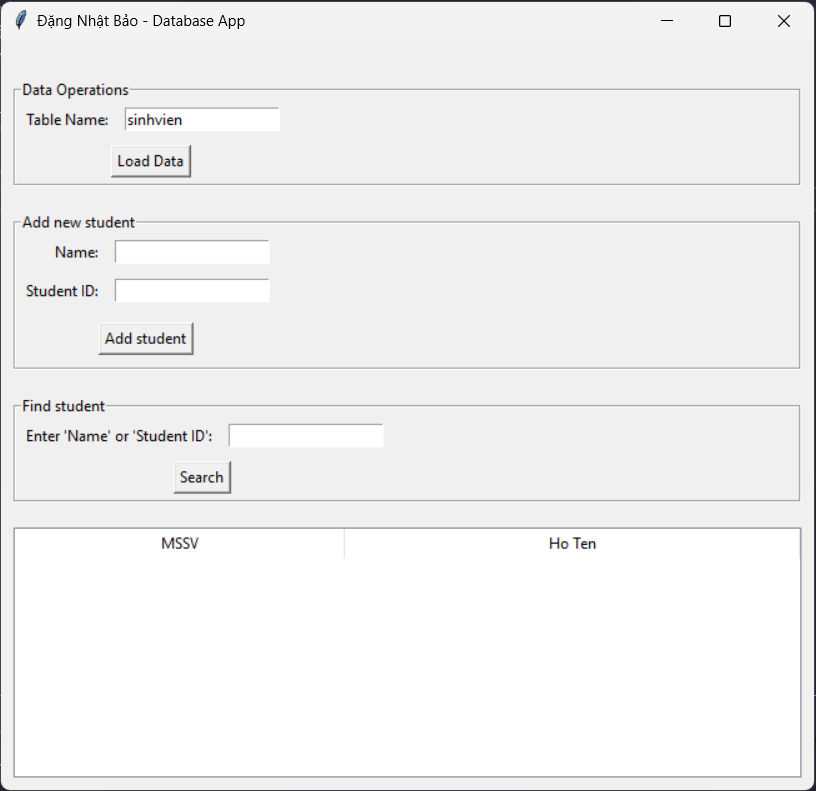 Đặng Nhật Bảo - Database App
Data Operations
Table Name: sinhvien
Load Data
Add new student
Name:
Student ID:
Add student
Find student
Enter 'Name' or 'Student ID':
Search
MSSV Ho Ten